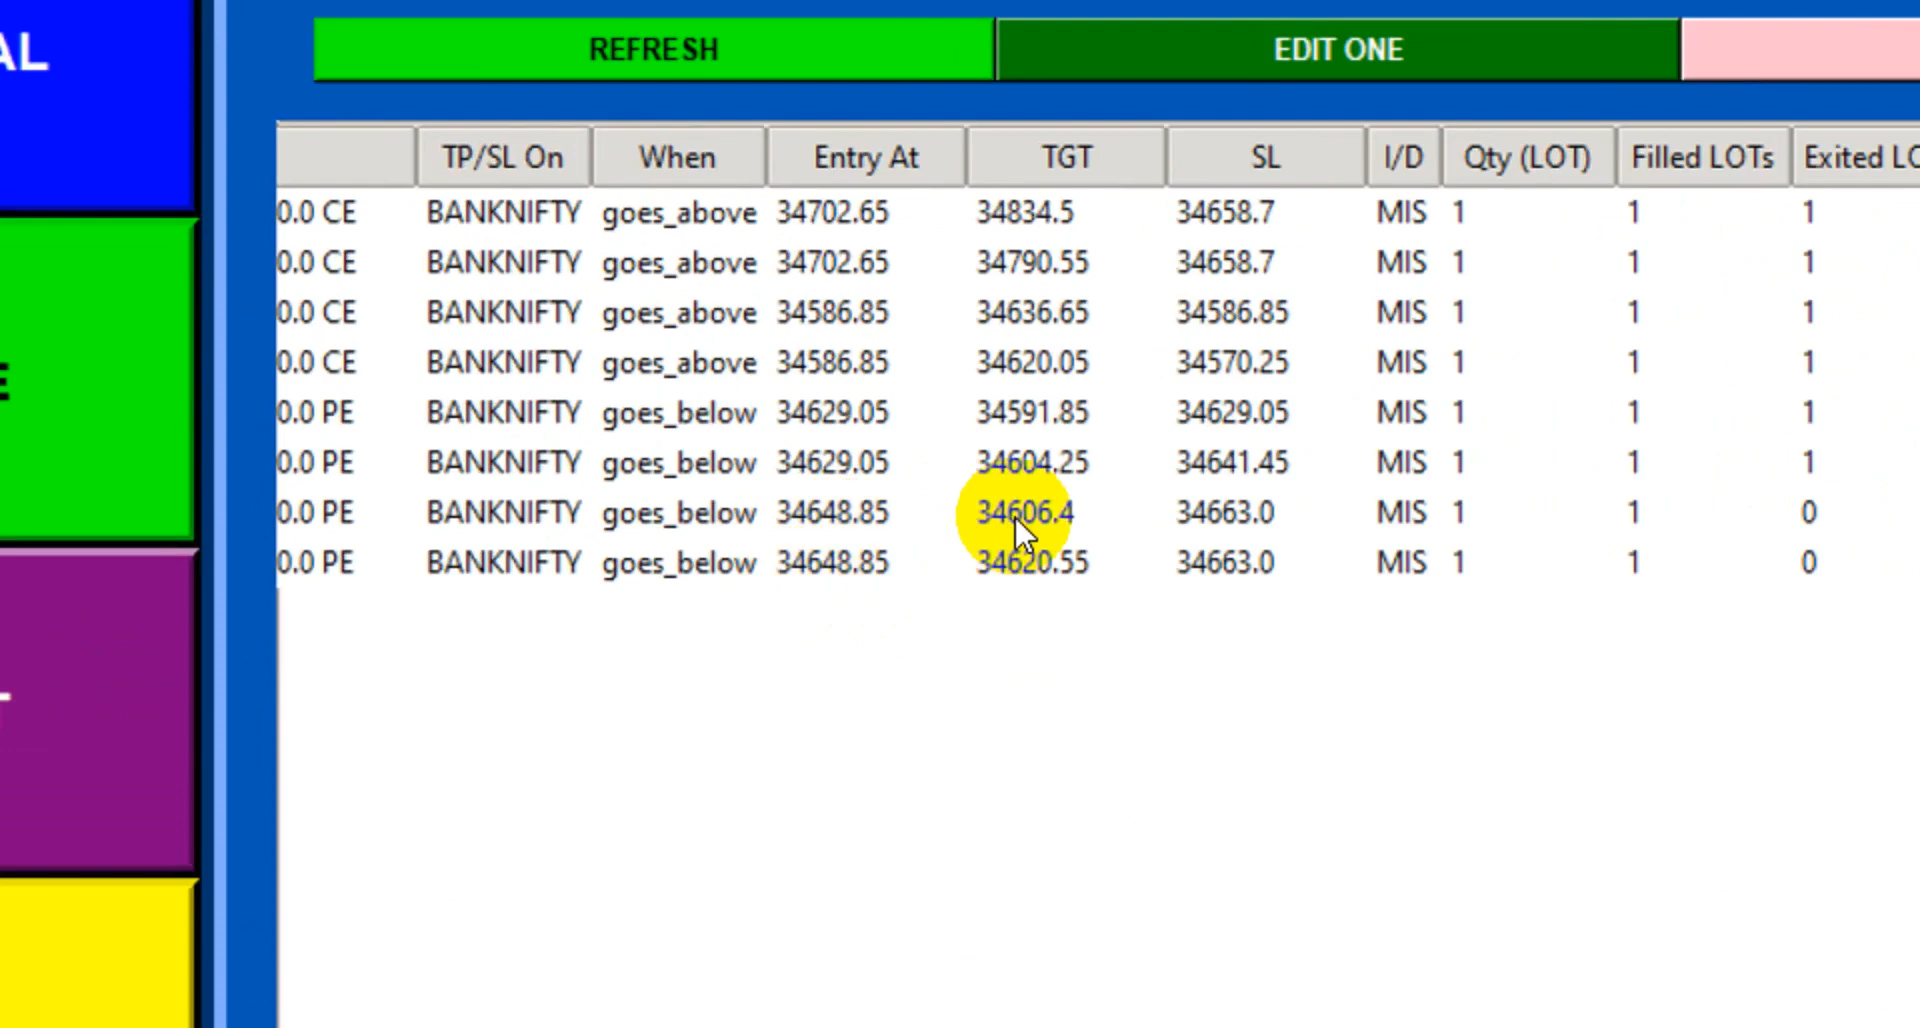 AL
REFRESH EDIT ONE
TP/SL On When Entry At TGT SL I/D Qty (LOT) Filled LOTs Exited LO
0.0 CE BANKNIFTY goes_above 34702.65 34834.5 34658.7 MIS 1 1 1
0.0 CE BANKNIFTY goes_above 34702.65 34790.55 34658.7 MIS 1 1 1
0.0 CE BANKNIFTY goes_above 34586.85 34636.65 34586.85 MIS 1 1 1
0.0 CE BANKNIFTY goes_above 34586.85 34620.05 34570.25 MIS 1 1 1
0.0 PE BANKNIFTY goes_below 34629.05 34591.85 34629.05 MIS 1 1 1
0.0 PE BANKNIFTY goes_below 34629.05 34604.25 34641.45 MIS 1 1 1
0.0 PE BANKNIFTY goes_below 34648.85 34606.4 34663.0 MIS 1 1 0
0.0 PE BANKNIFTY goes_below 34648.85 34620.55 34663.0 MIS 1 1 0